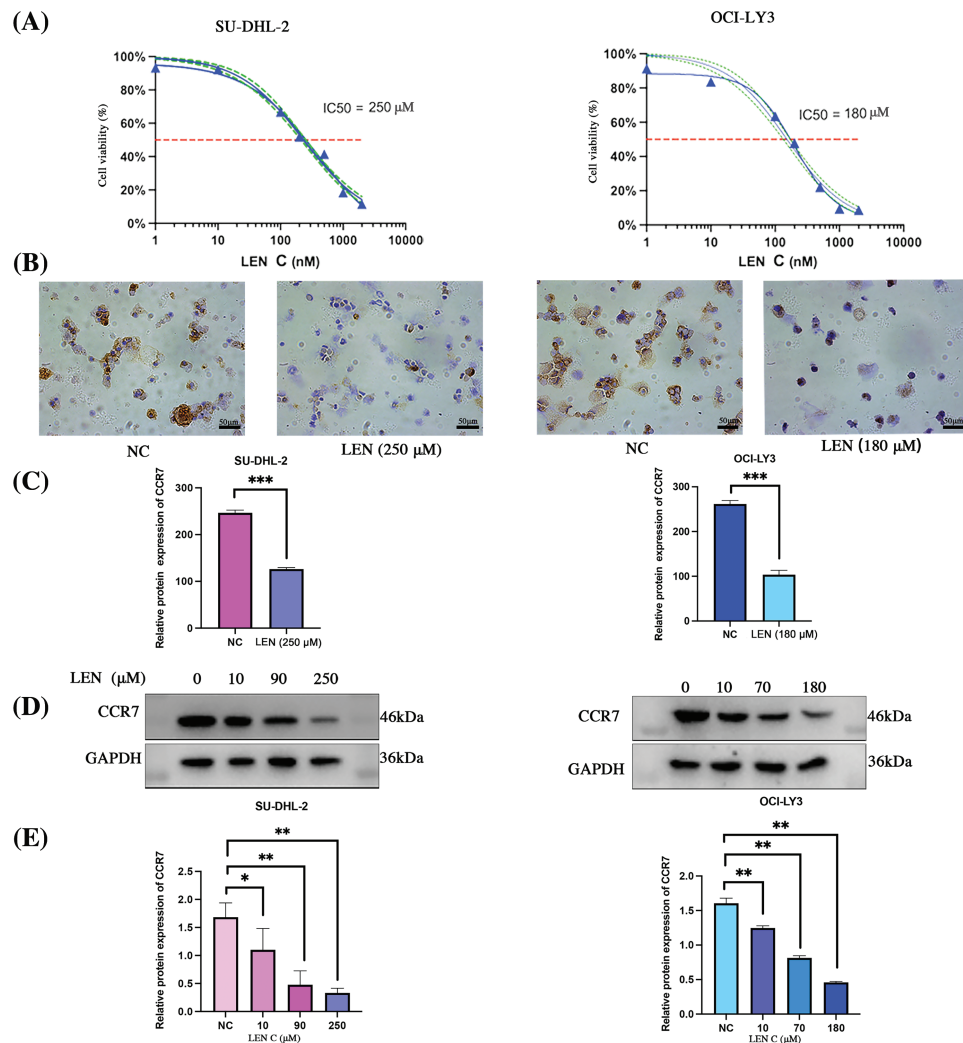 (A)
SU-DHL-2
OCI-LY3
Cell viability (%)
100%
80%
60%
40%
20%
0%
IC50 = 250 μM
1 10 100 1000 10000
LEN C (nM)
Cell viability (%)
100%
80%
60%
40%
20%
0%
IC50 = 180 μM
1 10 100 1000 10000
LEN C (nM)
(B)
50μm
50μm
50μm
50μm
NC
LEN (250 μM)
NC
LEN (180 μM)
(C)
SU-DHL-2
Relative protein expression of CCR7
300
200
100
0
***
NC
LEN (250 μM)
OCI-LY3
Relative protein expression of CCR7
300
200
100
0
***
NC
LEN (180 μM)
(D)
LEN (μM) 0 10 90 250
CCR7 46kDa
GAPDH 36kDa
0 10 70 180
CCR7 46kDa
GAPDH 36kDa
(E)
SU-DHL-2
Relative protein expression of CCR7
2.5
2.0
1.5
1.0
0.5
0.0
**
**
*
NC 10 90 250
LEN C (μM)
OCI-LY3
Relative protein expression of CCR7
2.0
1.5
1.0
0.5
0.0
**
**
**
NC 10 70 180
LEN C (μM)